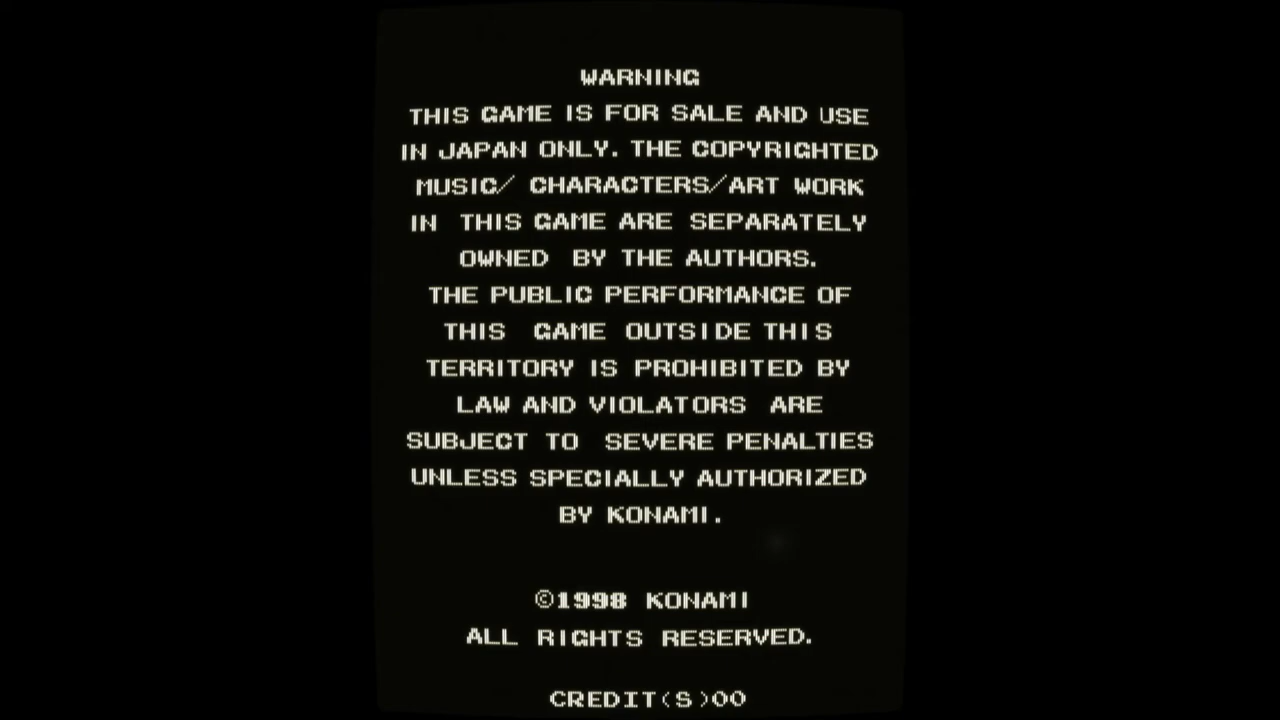 WARNING
THIS GAME IS FOR SALE AND USE
IN JAPAN ONLY. THE COPYRIGHTED
MUSIC/ CHARACTERS/ART WORK
IN THIS GAME ARE SEPARATELY
OWNED BY THE AUTHORS.
THE PUBLIC PERFORMANCE OF
THIS GAME OUTSIDE THIS
TERRITORY IS PROHIBITED BY
LAW AND VIOLATORS ARE
SUBJECT TO SEVERE PENALTIES
UNLESS SPECIALLY AUTHORIZED
BY KONAMI.
©1998 KONAMI
ALL RIGHTS RESERVED.
CREDIT(S)00